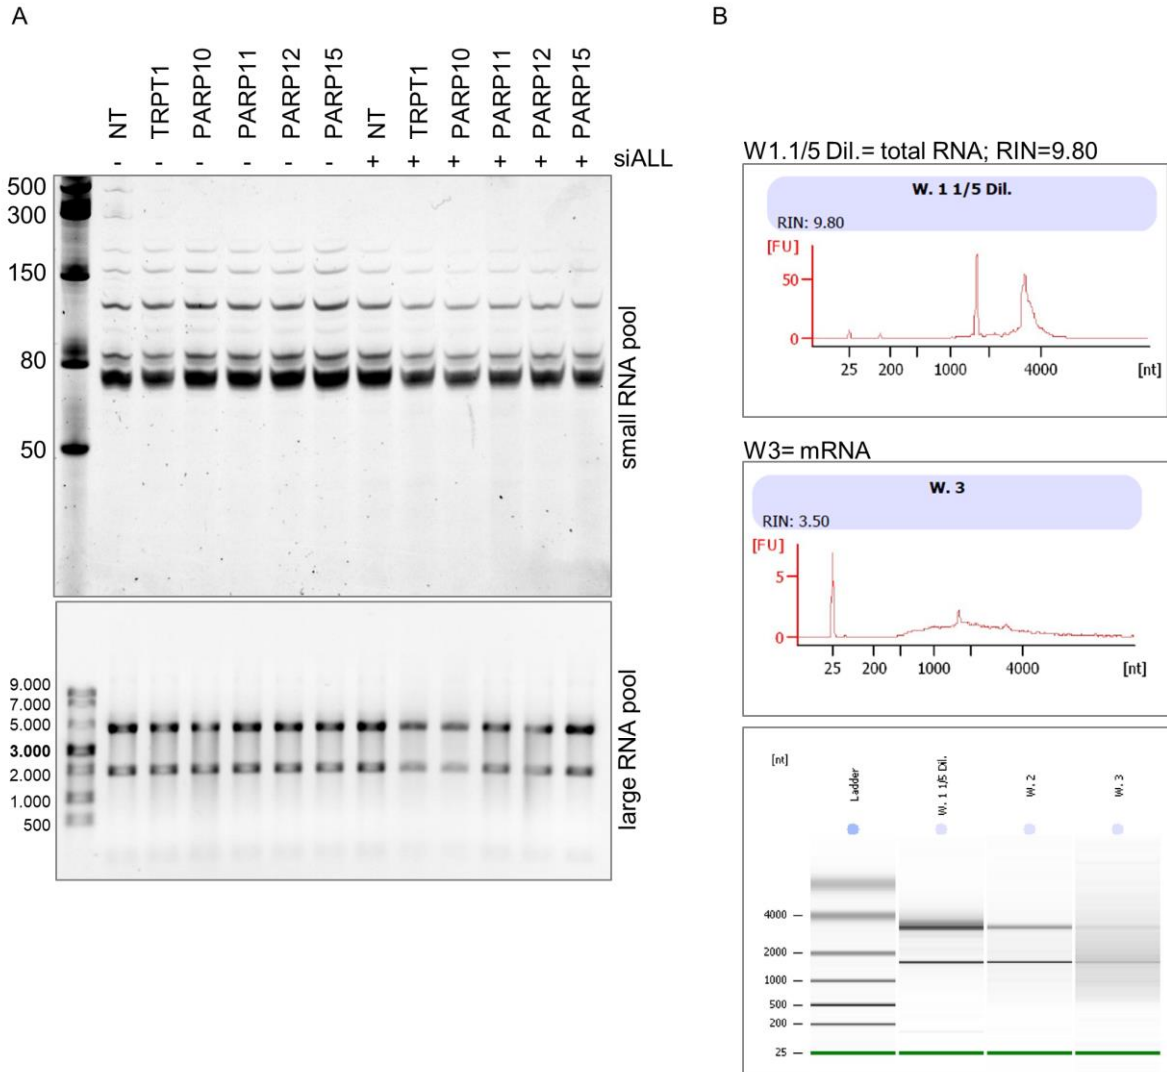 A
NT TRPT1 PARP10 PARP11 PARP12 PARP15 NT TRPT1 PARP10 PARP11 PARP12 PARP15
- - - - - - + + + + + + siALL
500
300
150
80
50
small RNA pool
9.000
7.000
5.000
3.000
2.000
1.000
500
large RNA pool
B
W1.1/5 Dil.= total RNA; RIN=9.80
W. 1 1/5 Dil.
RIN: 9.80
[FU]
50
0
25 200 1000 4000 [nt]
W3= mRNA
W. 3
RIN: 3.50
[FU]
5
0
25 200 1000 4000 [nt]
[nt]
Ladder W. 1 1/5 Dil. W. 2 W. 3
4000
2000
1000
500
200
25